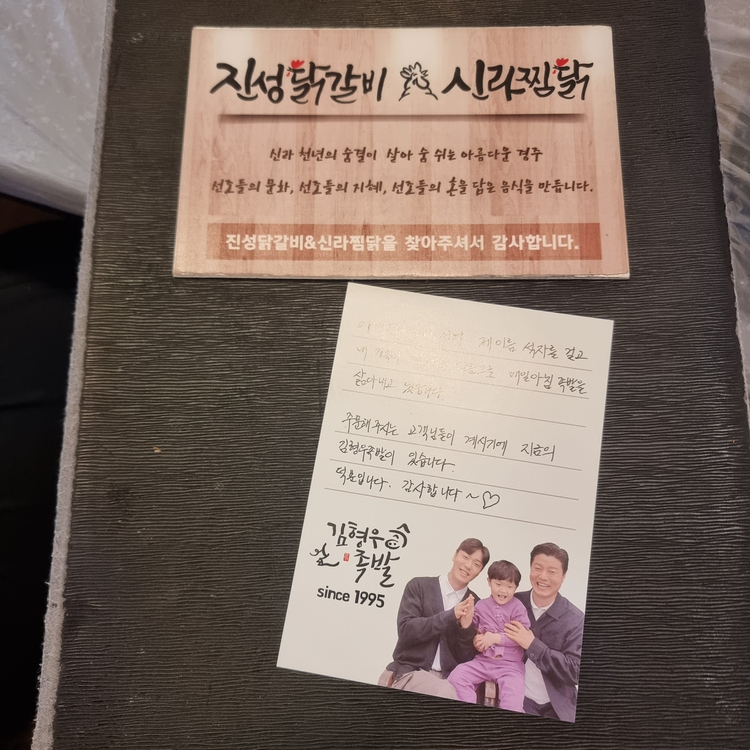 진성닭갈비 신라찜닭
신라 천년의 숨결이 살아 숨 쉬는 아름다운 경주
선조들의 문화, 선조들의 지혜, 선조들의 혼을 담은 음식을 만듭니다.
진성닭갈비&신라찜닭을 찾아주셔서 감사합니다.
제이름 석자를 걸고
매일아침 족발을
삶아내고 있습니다.
주문해주시는 고객님들이 계시기에 지금의
김형우족발이 있습니다.
덕분입니다. 감사합니다~♡
김형우
족발
since 1995